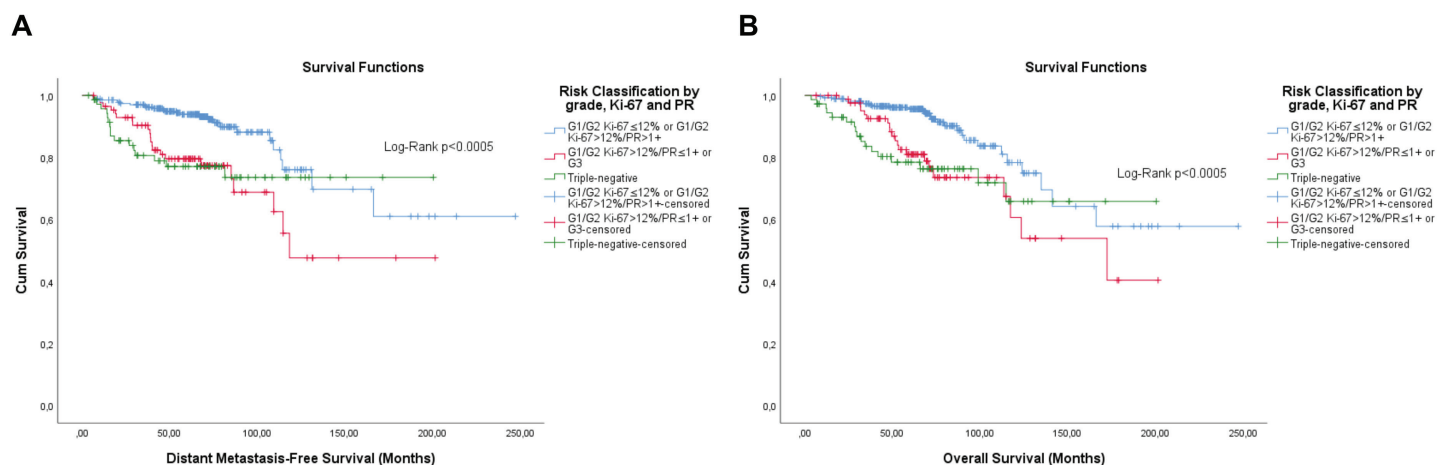 A
Survival Functions
1,0
0,8
0,6
0,4
0,2
0,0
Cum Survival
,00
50,00
100,00
150,00
200,00
250,00
Distant Metastasis-Free Survival (Months)
Log-Rank p<0.0005
Risk Classification by
grade, Ki-67 and PR
G1/G2 Ki-67≤12% or G1/G2
Ki-67>12%/PR>1+
G1/G2 Ki-67>12%/PR≤1+ or
G3
Triple-negative
G1/G2 Ki-67≤12% or G1/G2
Ki-67>12%/PR>1+-censored
G1/G2 Ki-67>12%/PR≤1+ or
G3-censored
Triple-negative-censored
B
Survival Functions
1,0
0,8
0,6
0,4
0,2
0,0
Cum Survival
,00
50,00
100,00
150,00
200,00
250,00
Overall Survival (Months)
Log-Rank p<0.0005
Risk Classification by
grade, Ki-67 and PR
G1/G2 Ki-67≤12% or G1/G2
Ki-67>12%/PR>1+
G1/G2 Ki-67>12%/PR≤1+ or
G3
Triple-negative
G1/G2 Ki-67≤12% or G1/G2
Ki-67>12%/PR>1+-censored
G1/G2 Ki-67>12%/PR≤1+ or
G3-censored
Triple-negative-censored